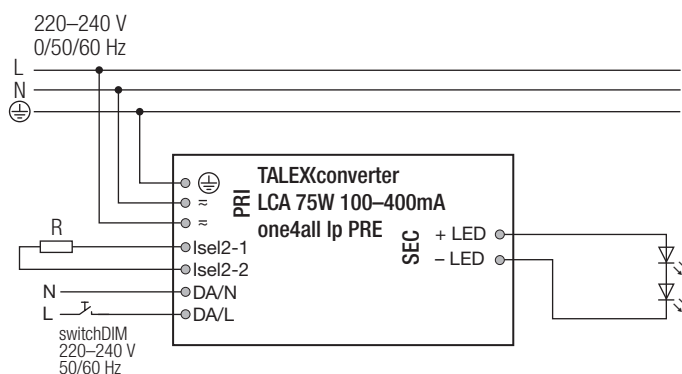 220–240 V
0/50/60 Hz
L
N
TALEXXconverter
LCA 75W 100–400mA
one4all lp PRE
PRI
≂
≂
R
Isel2-1
Isel2-2
N
DA/N
L
DA/L
switchDIM
220–240 V
50/60 Hz
SEC
+ LED
– LED